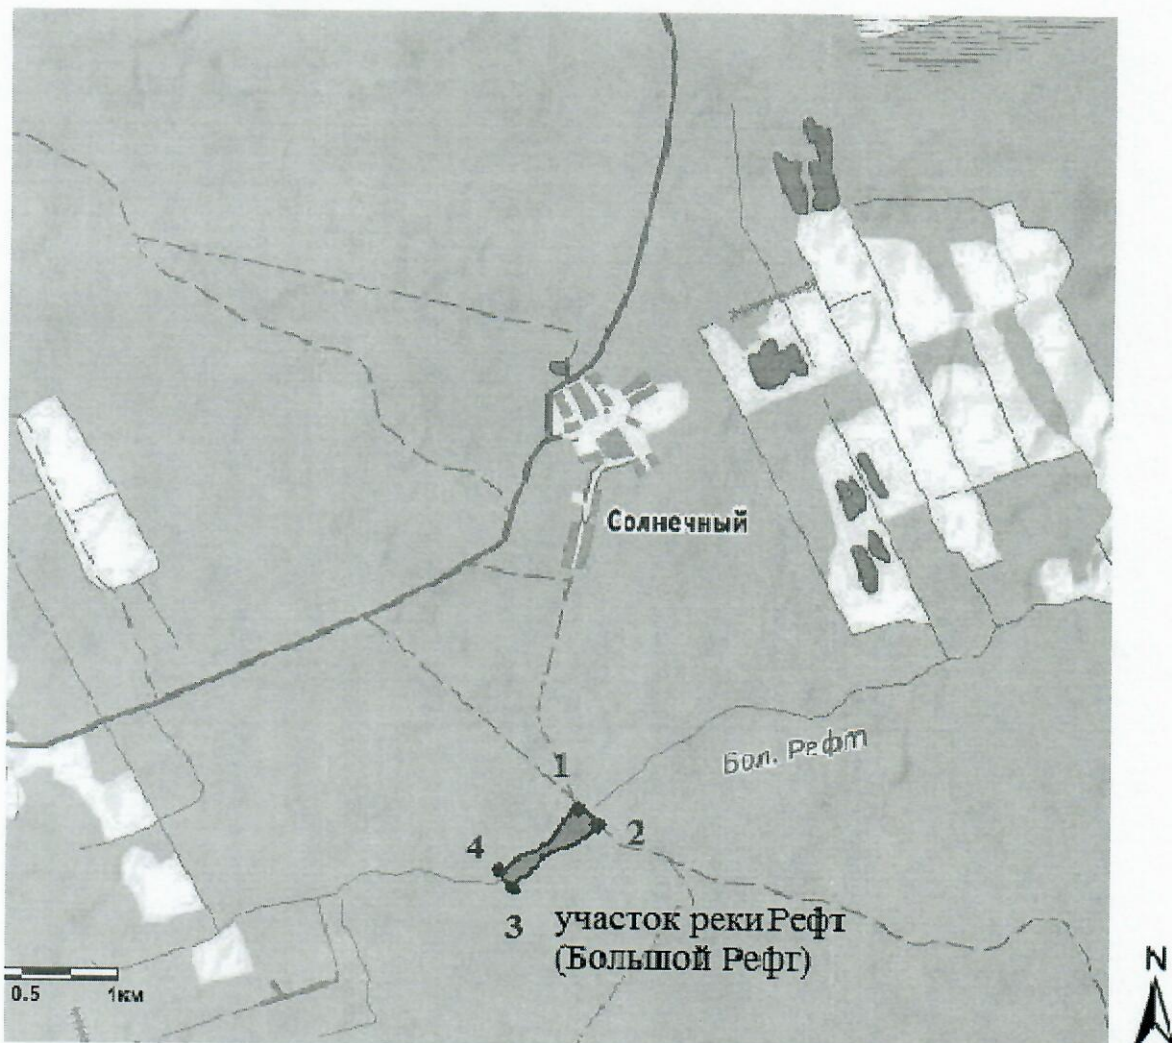 Солнечный
Бол. Рефт
1
2
4
3
участок реки Рефт
(Большой Рефт)
0.5 1км
N